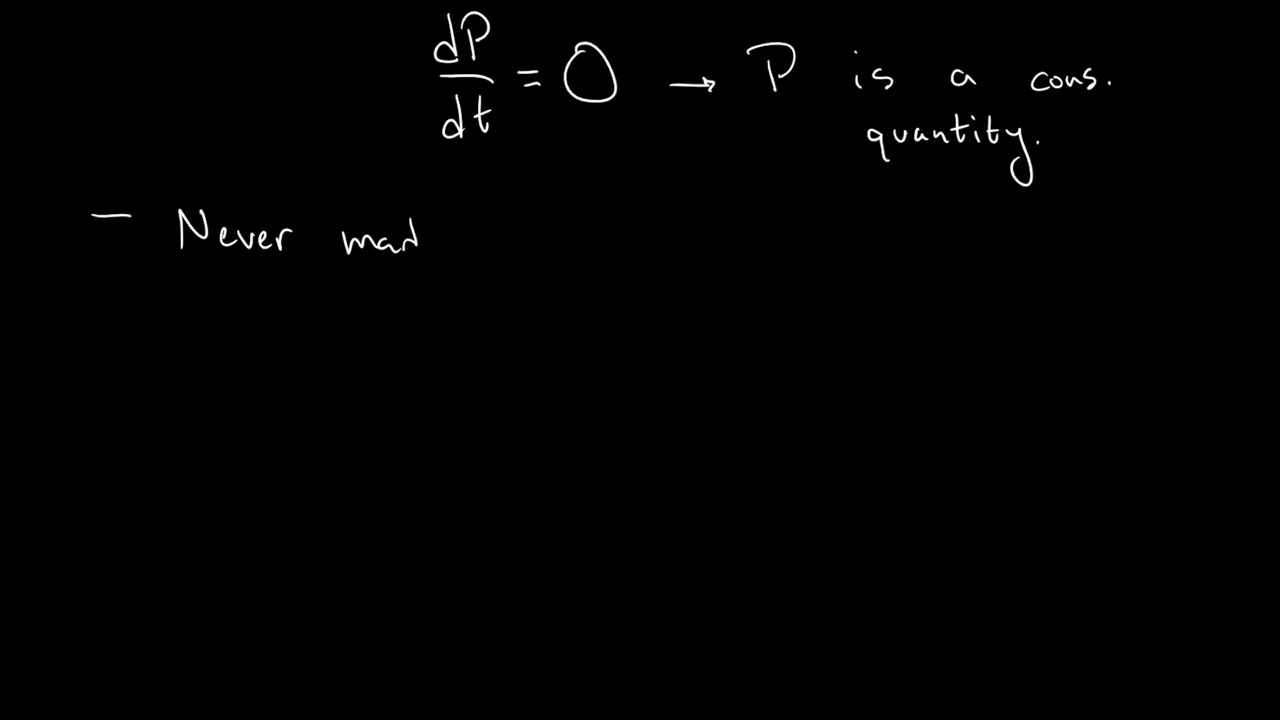 dP/dt = 0 → P is a cons.
quantity.
— Never mad